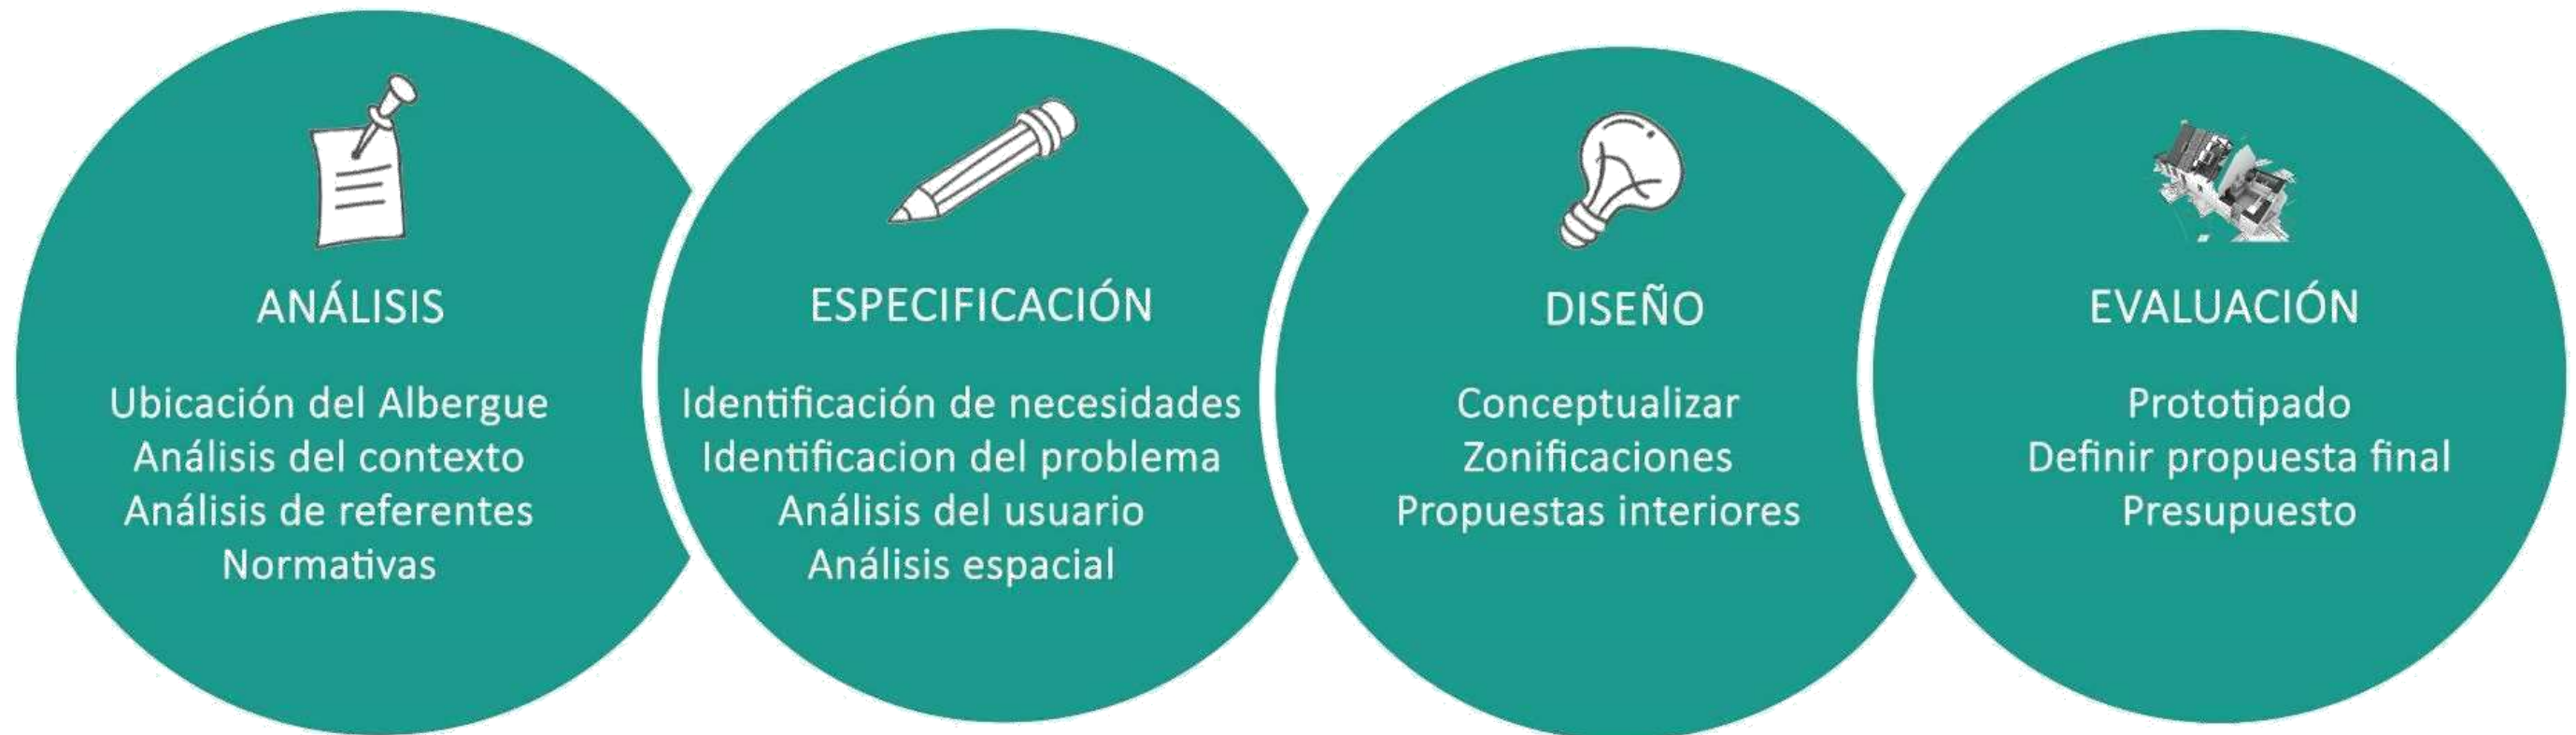 ANÁLISIS
Ubicación del Albergue
Análisis del contexto
Análisis de referentes
Normativas
ESPECIFICACIÓN
Identificación de necesidades
Identificacion del problema
Análisis del usuario
Análisis espacial
DISEÑO
Conceptualizar
Zonificaciones
Propuestas interiores
EVALUACIÓN
Prototipado
Definir propuesta final
Presupuesto